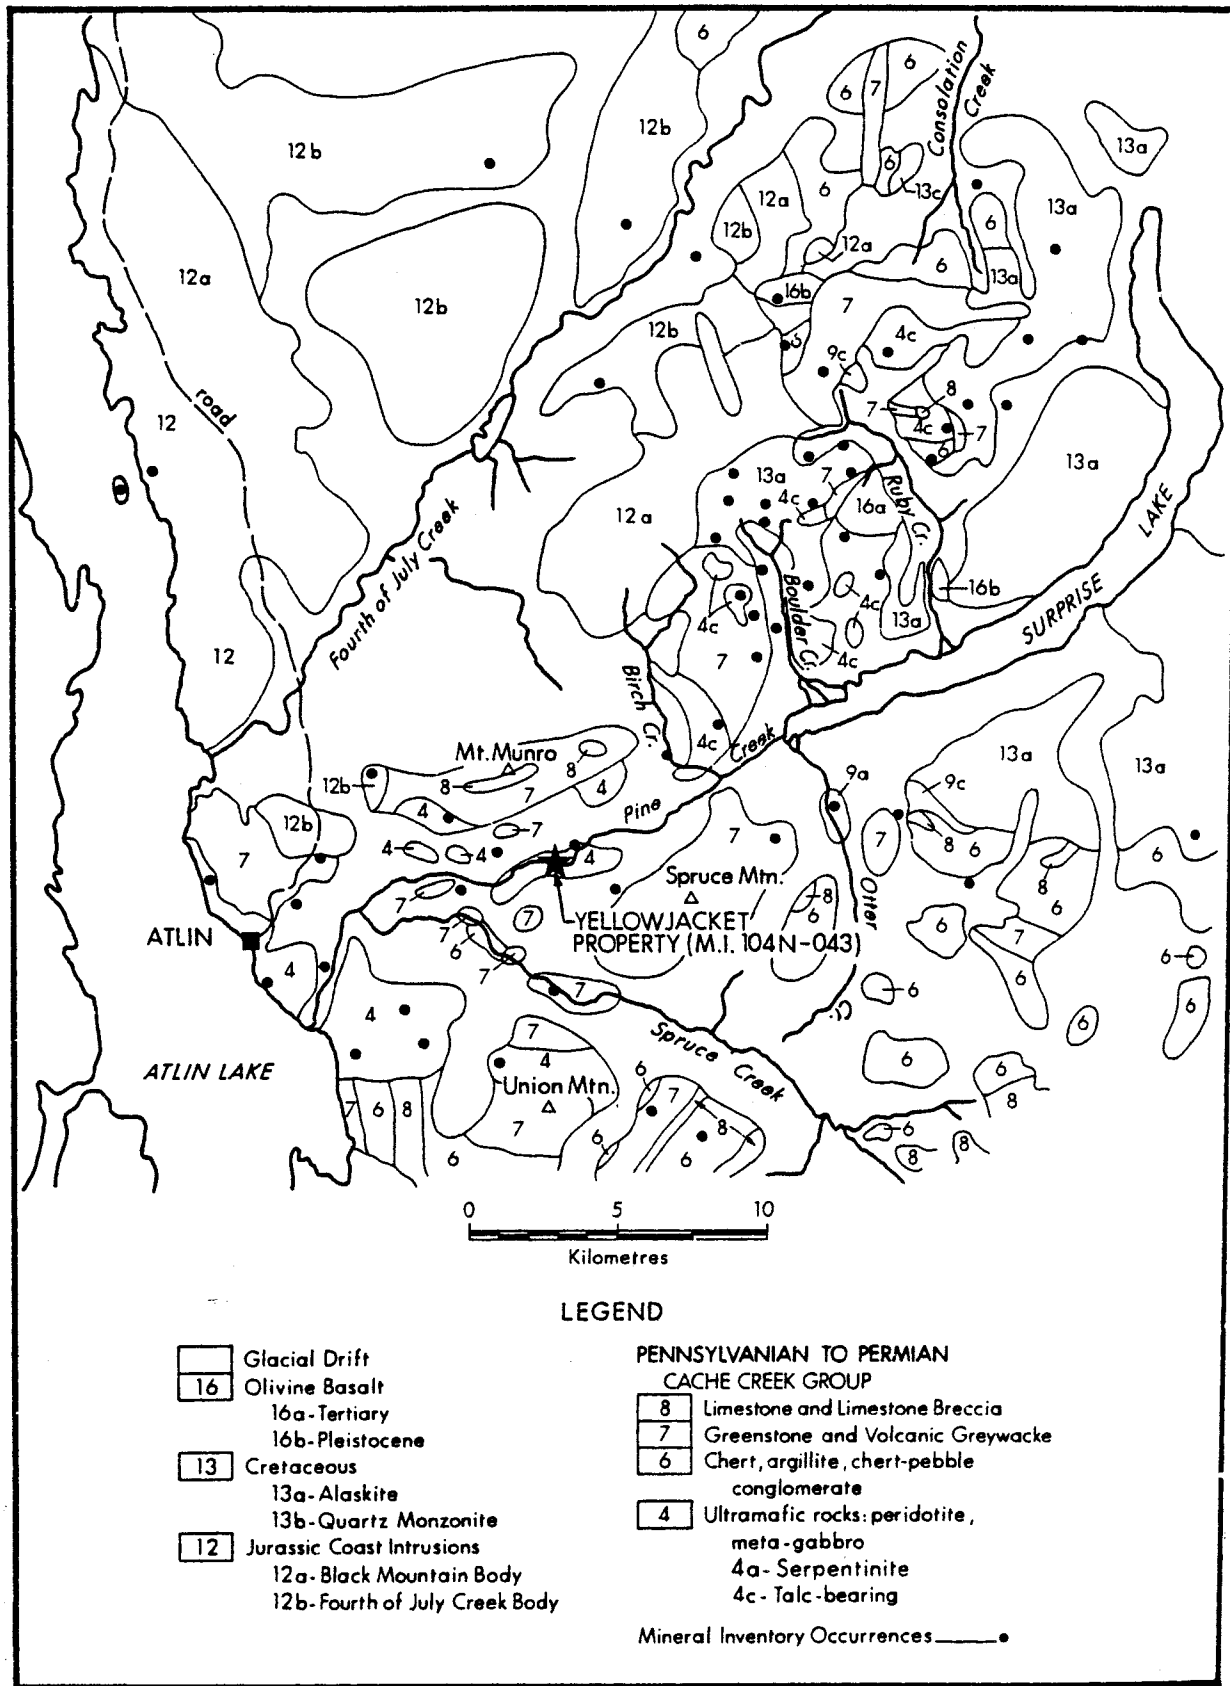 6
6
7
6
Consolation
Creek
12b
12b
13a
6
13c
12a
6
13a
12b
6
12a
6
12a
13a
16b
12b
7
12b
4c
6
9c
road
8
7
4c
7
6
12
13a
13a
7
4c
16a
Ruby Cr.
12a
LAKE
Fourth of July Creek
16b
Boulder Cr.
4c
13a
SURPRISE
4c
7
4c
12
Birch Cr.
4c
Creek
13a
13a
Mt. Munro
8
12b
8
7
4
9a
9c
Pine
4
12b
7
7
7
8
6
4
4
4
6
7
8
Spruce Mtn.
8
6
6
Otter
7
7
YELLOWJACKET
PROPERTY (M.I. 104N-043)
ATLIN
7
6
7
7
6
4
6
6
6
7
Cr.
4
6
7
Spruce Creek
ATLIN LAKE
4
6
6
Union Mtn.
6
7
8
7
6
8
7
8
6
6
6
6
8
8
0 5 10
Kilometres
LEGEND
Glacial Drift
16 Olivine Basalt
16a-Tertiary
16b-Pleistocene
13 Cretaceous
13a-Alaskite
13b-Quartz Monzonite
12 Jurassic Coast Intrusions
12a-Black Mountain Body
12b-Fourth of July Creek Body
PENNSYLVANIAN TO PERMIAN
CACHE CREEK GROUP
8 Limestone and Limestone Breccia
7 Greenstone and Volcanic Greywacke
6 Chert, argillite, chert-pebble
conglomerate
4 Ultramafic rocks: peridotite,
meta-gabbro
4a- Serpentinite
4c- Talc-bearing
Mineral Inventory Occurrences